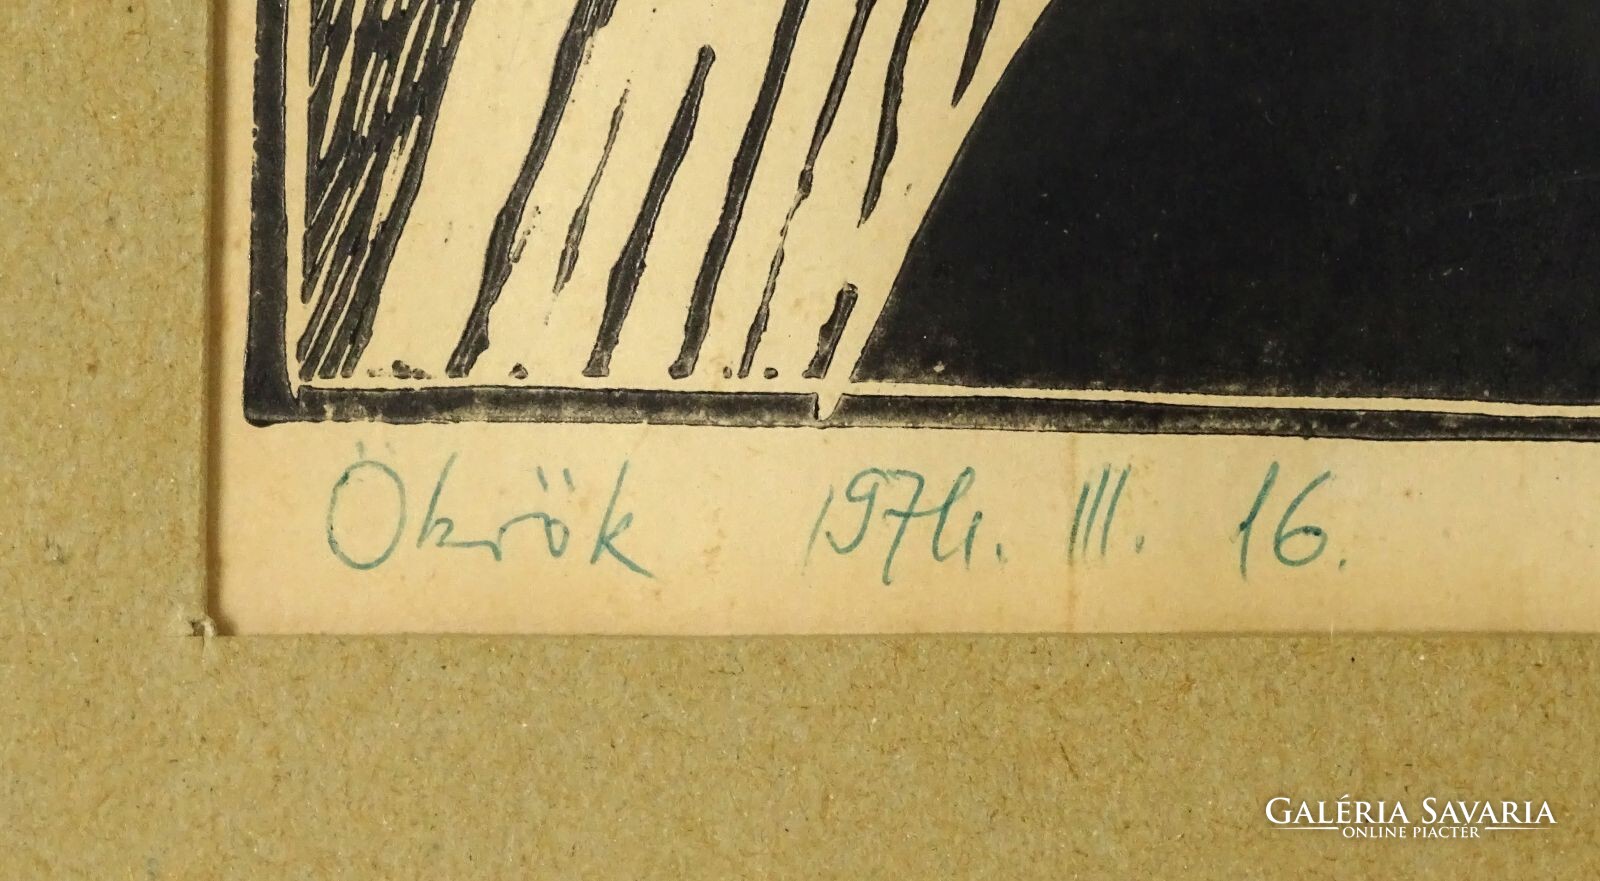 Ökrök 1974. III. 16.
GALÉRIA SAVARIA
ONLINE PIACTÉR